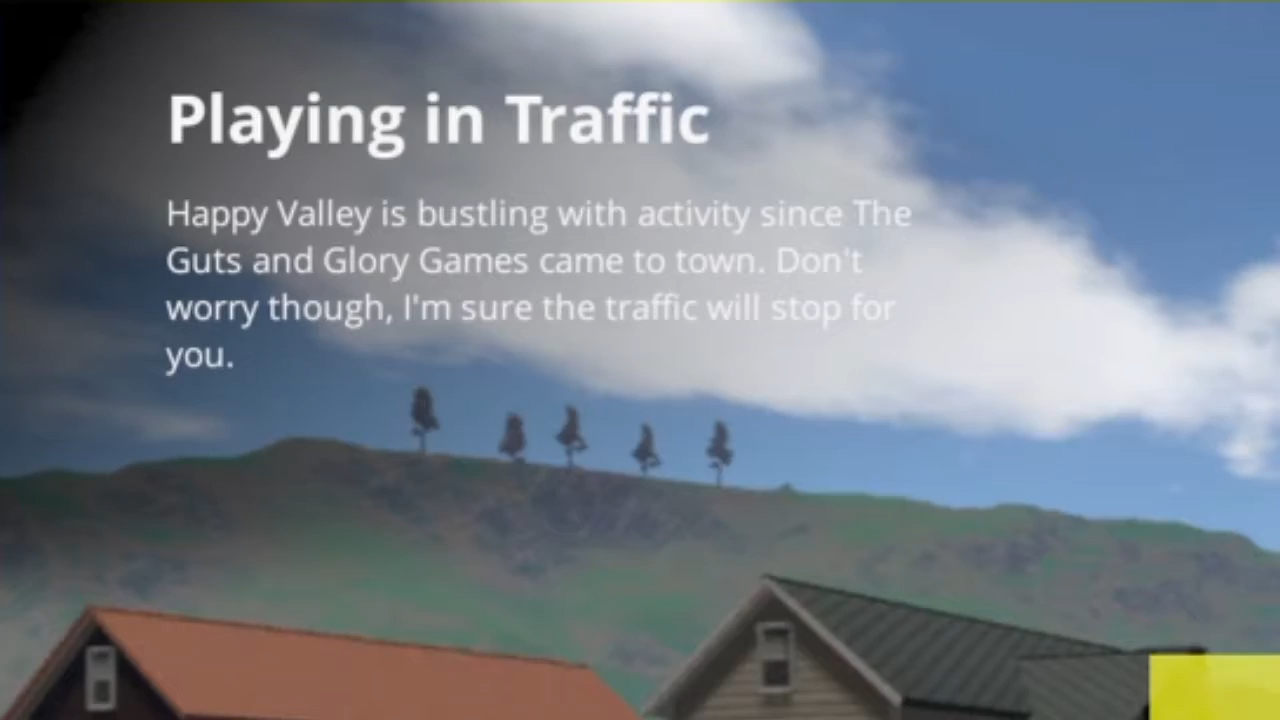 Playing in Traffic
Happy Valley is bustling with activity since The
Guts and Glory Games came to town. Don't
worry though, I'm sure the traffic will stop for
you.